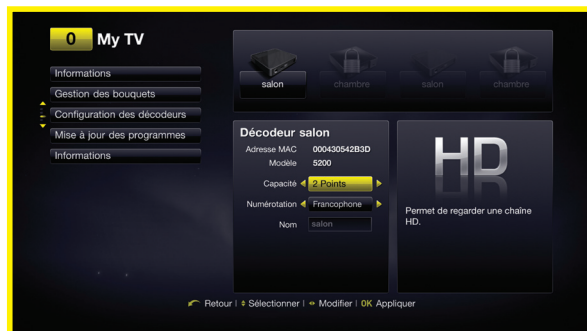 0 My TV
Informations
Gestion des bouquets
Configuration des décodeurs
Mise à jour des programmes
Informations
salon
chambre
salon
chambre
Décodeur salon
Adresse MAC 000430542B3D
Modèle 5200
Capacité 2 Points
Numérotation Francophone
Nom salon
HD
Permet de regarder une chaîne
HD.
Retour | Sélectionner | Modifier | OK Appliquer